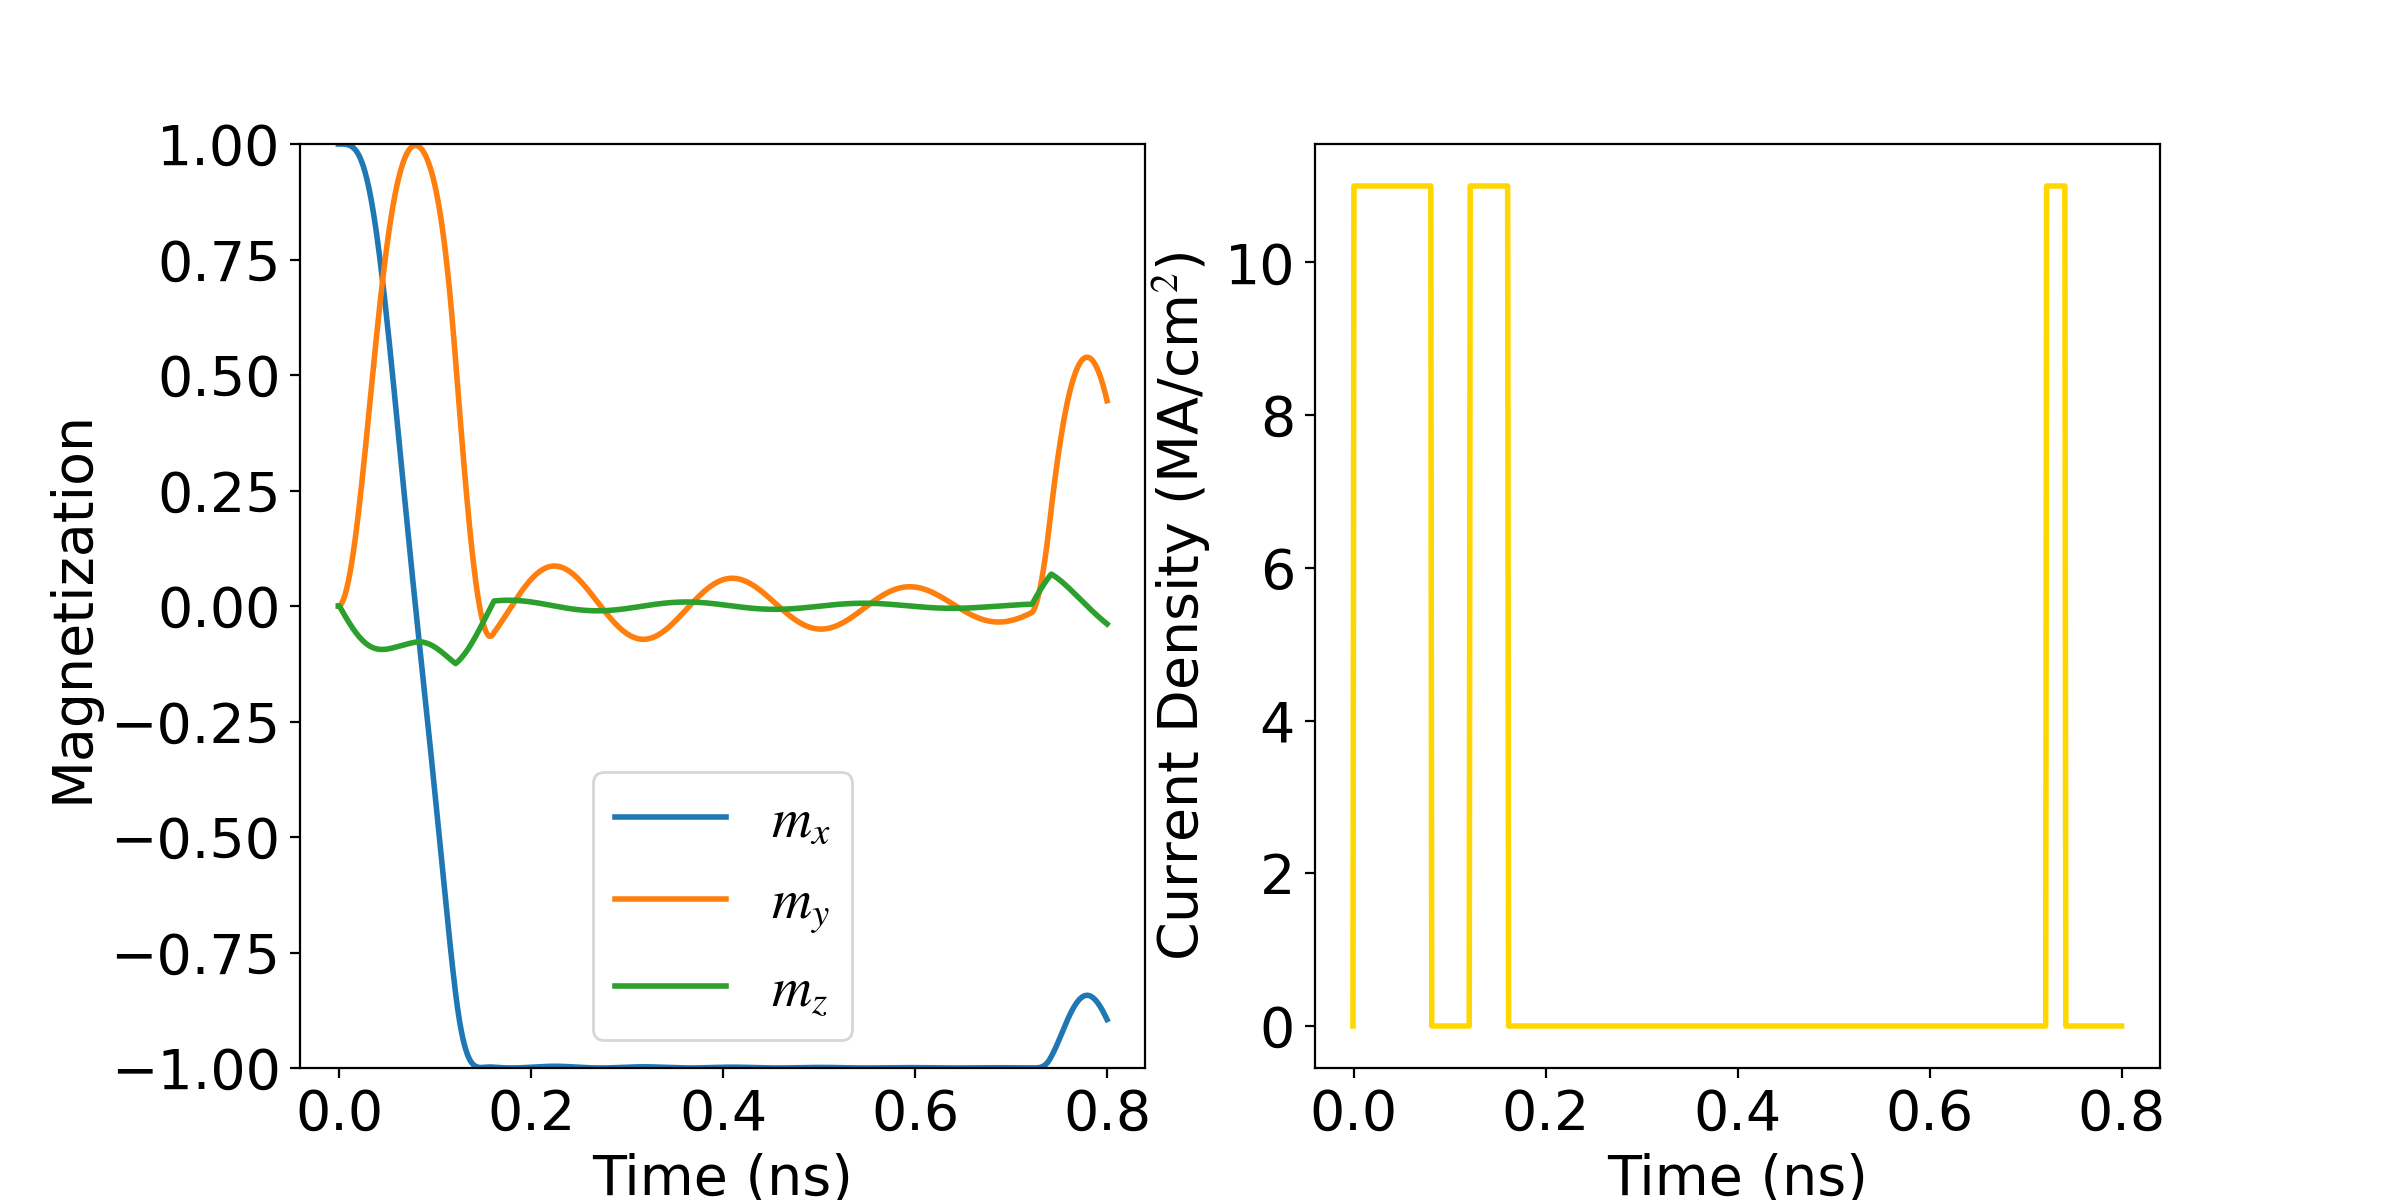 Magnetization
1.00
0.75
0.50
0.25
0.00
−0.25
−0.50
−0.75
−1.00
0.0 0.2 0.4 0.6 0.8
Time (ns)
m_x
m_y
m_z
Current Density (MA/cm²)
10
8
6
4
2
0
0.0 0.2 0.4 0.6 0.8
Time (ns)